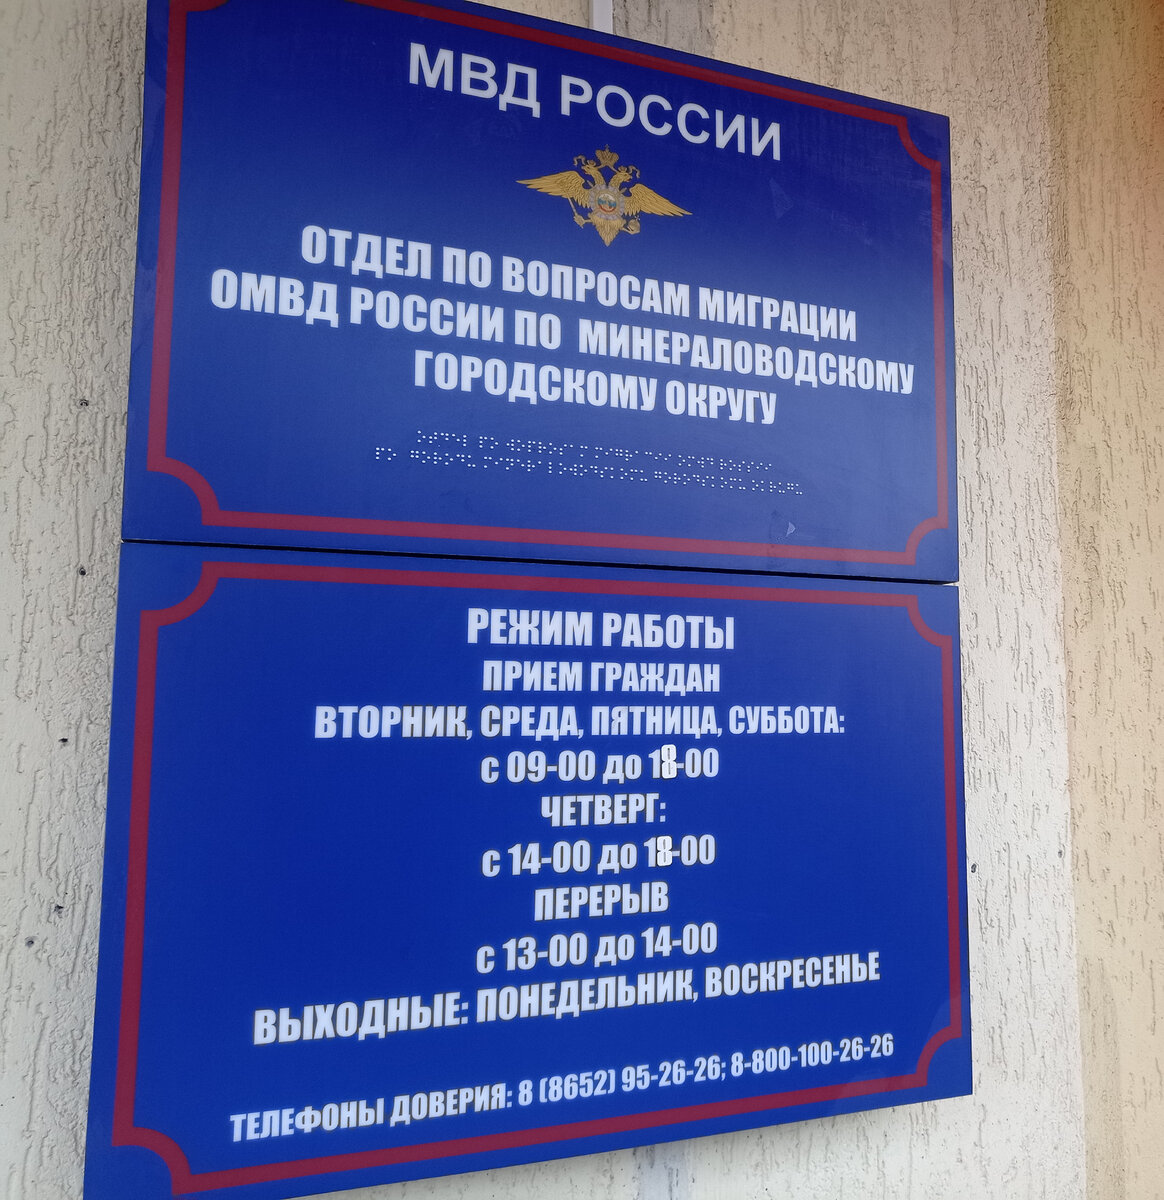 МВД РОССИИ
ОТДЕЛ ПО ВОПРОСАМ МИГРАЦИИ
ОМВД РОССИИ ПО МИНЕРАЛОВОДСКОМУ
ГОРОДСКОМУ ОКРУГУ
РЕЖИМ РАБОТЫ
ПРИЕМ ГРАЖДАН
ВТОРНИК, СРЕДА, ПЯТНИЦА, СУББОТА:
с 09-00 до 18-00
ЧЕТВЕРГ:
с 14-00 до 18-00
ПЕРЕРЫВ
с 13-00 до 14-00
ВЫХОДНЫЕ: ПОНЕДЕЛЬНИК, ВОСКРЕСЕНЬЕ
ТЕЛЕФОНЫ ДОВЕРИЯ: 8 (8652) 95-26-26; 8-800-100-26-26